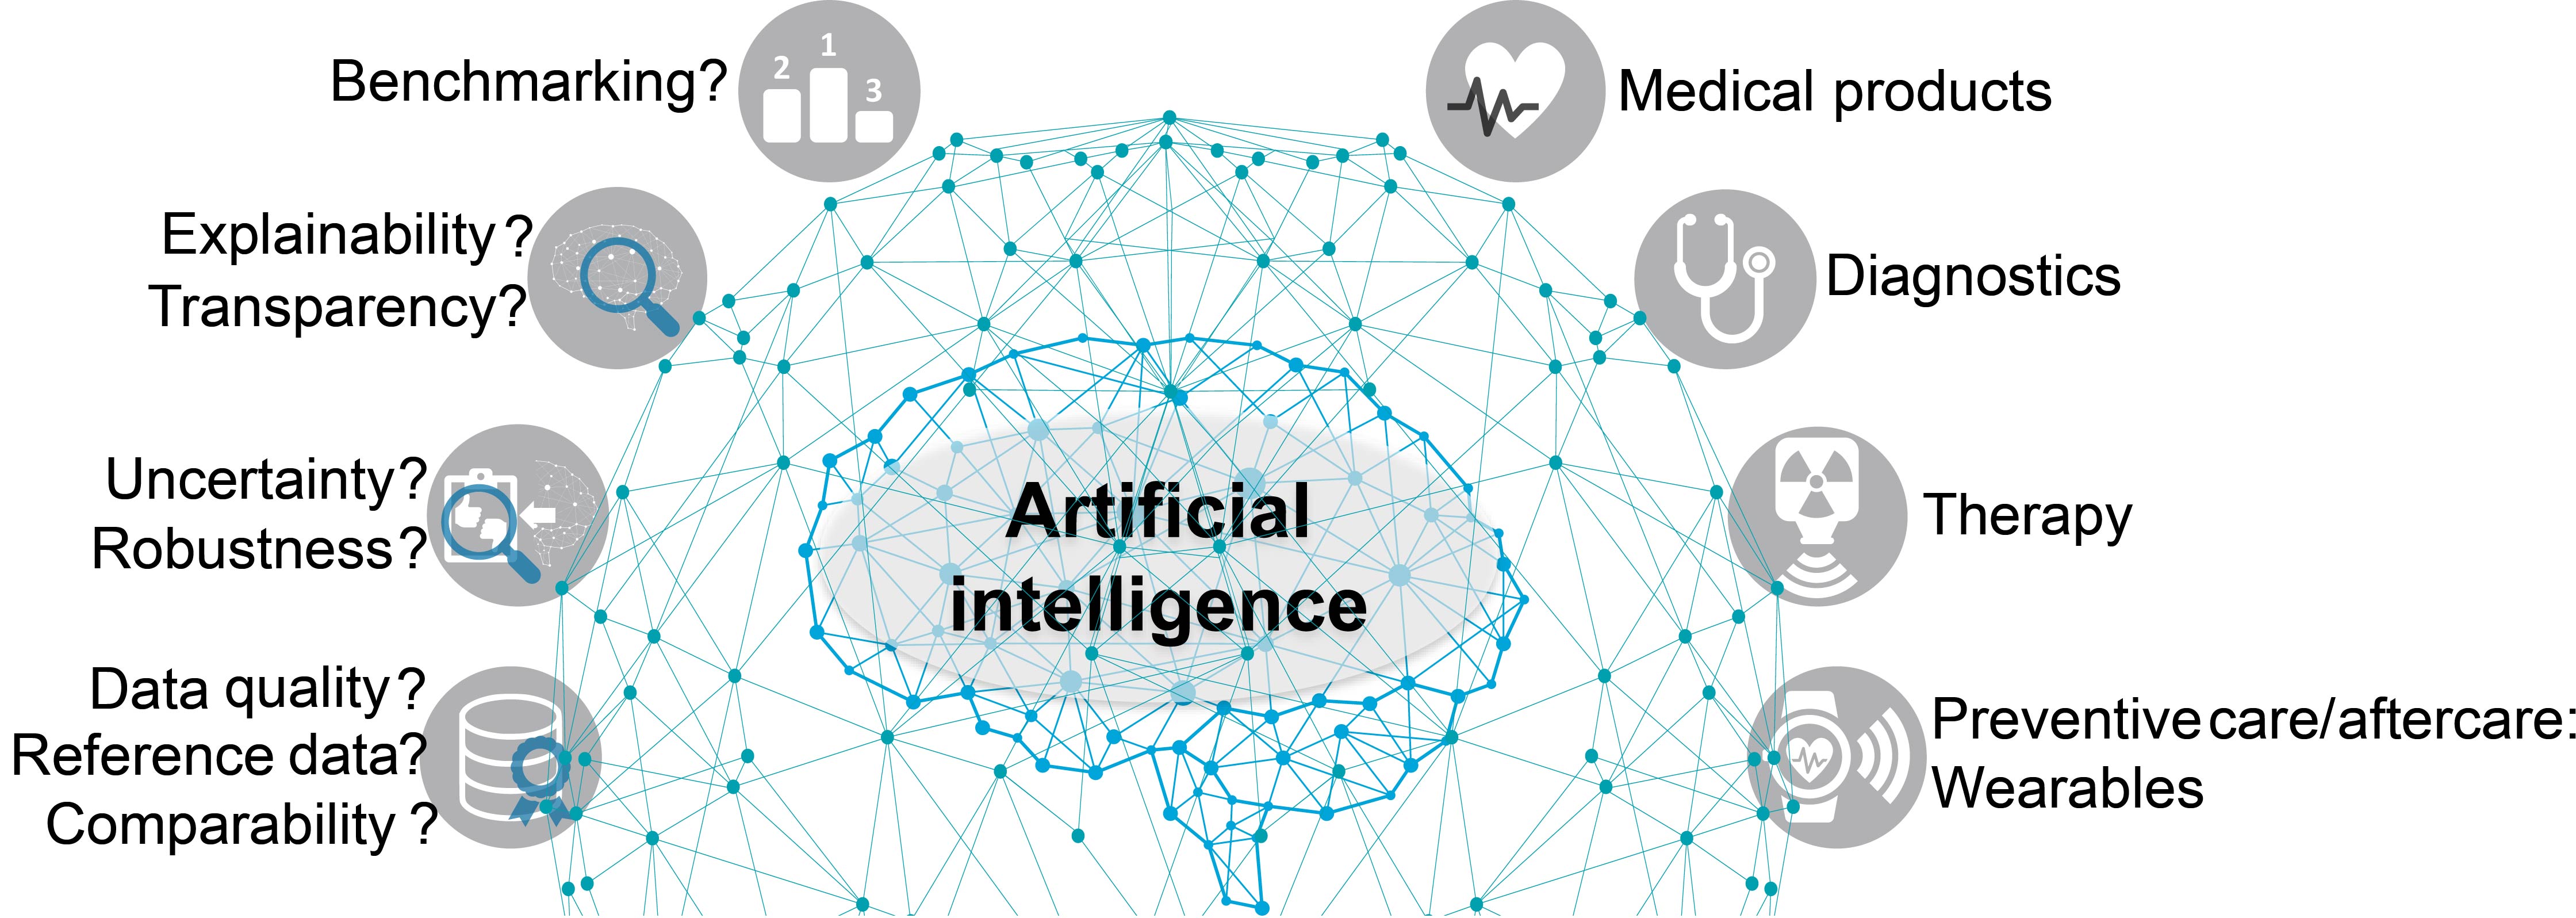 Benchmarking?
2 1 3
Explainability ?
Transparency?
Uncertainty?
Robustness?
Data quality?
Reference data?
Comparability ?
Artificial
intelligence
Medical products
Diagnostics
Therapy
Preventive care/aftercare:
Wearables